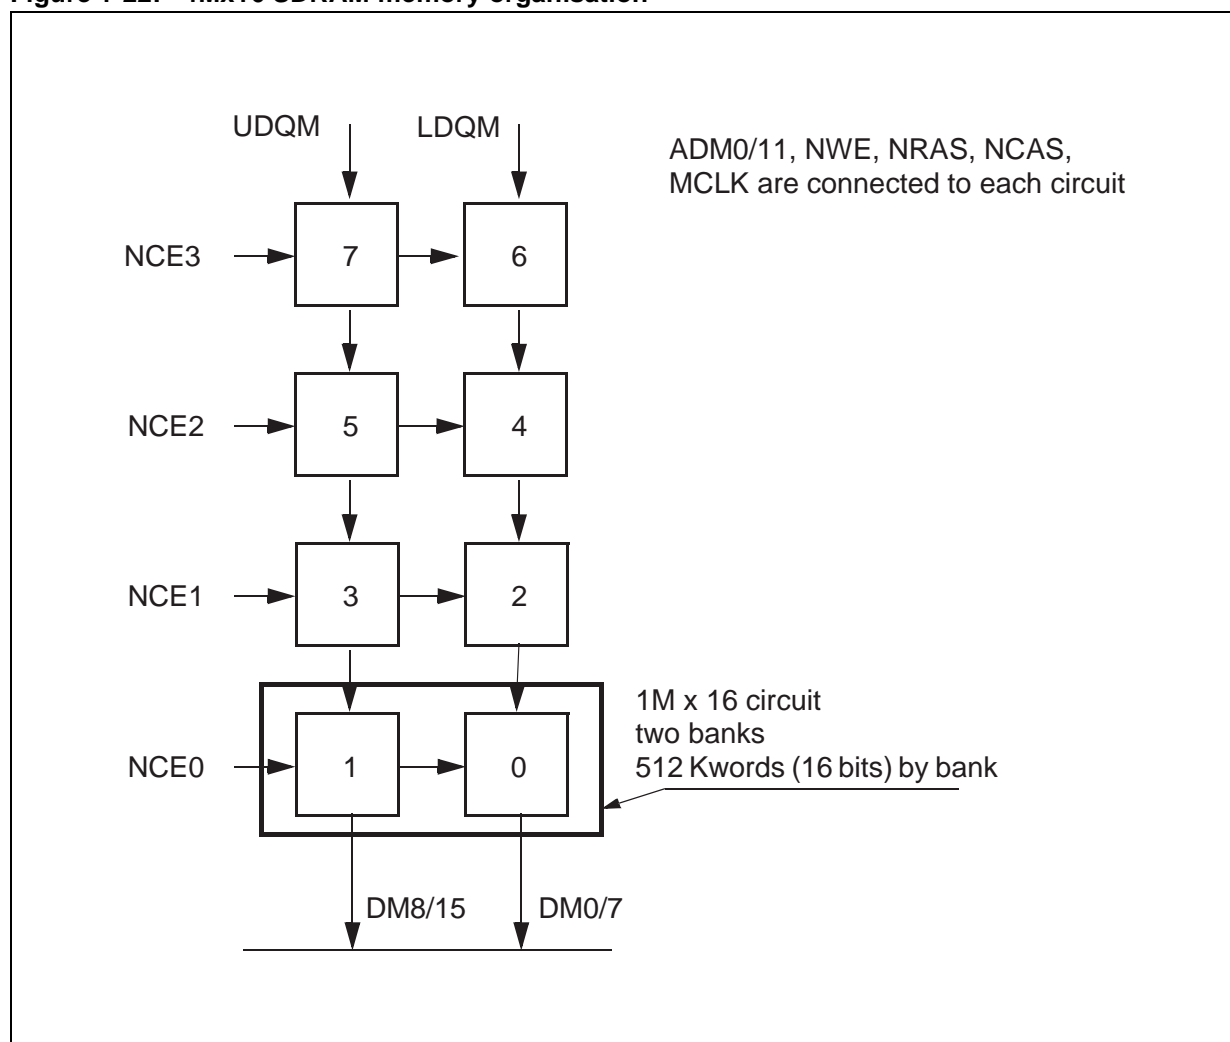 UDQM LDQM
ADM0/11, NWE, NRAS, NCAS,
MCLK are connected to each circuit
NCE3 7 6
NCE2 5 4
NCE1 3 2
NCE0 1 0
1M x 16 circuit
two banks
512 Kwords (16 bits) by bank
DM8/15 DM0/7